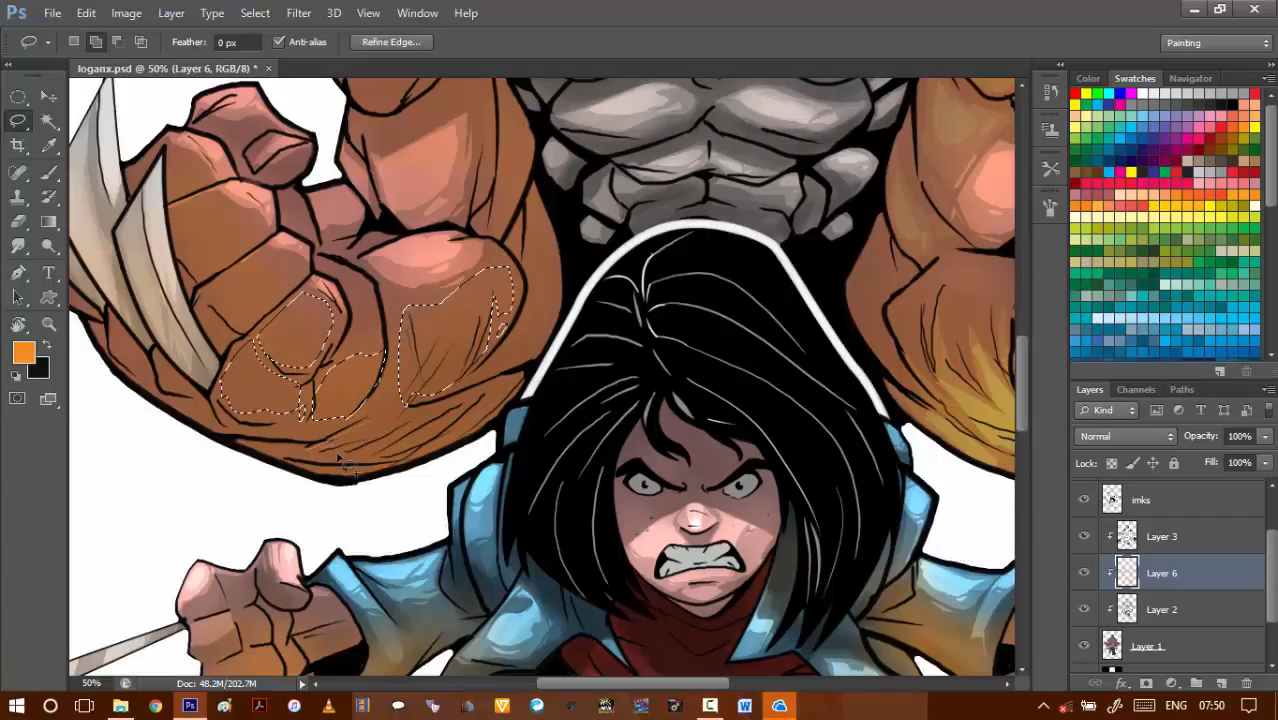 Ps File Edit Image Layer Type Select Filter 3D View Window Help
Feather: 0 px Anti-alias Refine Edge... Painting
loganx.psd @ 50% (Layer 6, RGB/8) * ×
Color Swatches Navigator
Layers Channels Paths
Kind
Normal Opacity: 100%
Lock: Fill: 100%
imks
Layer 3
Layer 6
Layer 2
Layer 1
50% Doc: 48.2M/202.7M
ENG 07:50